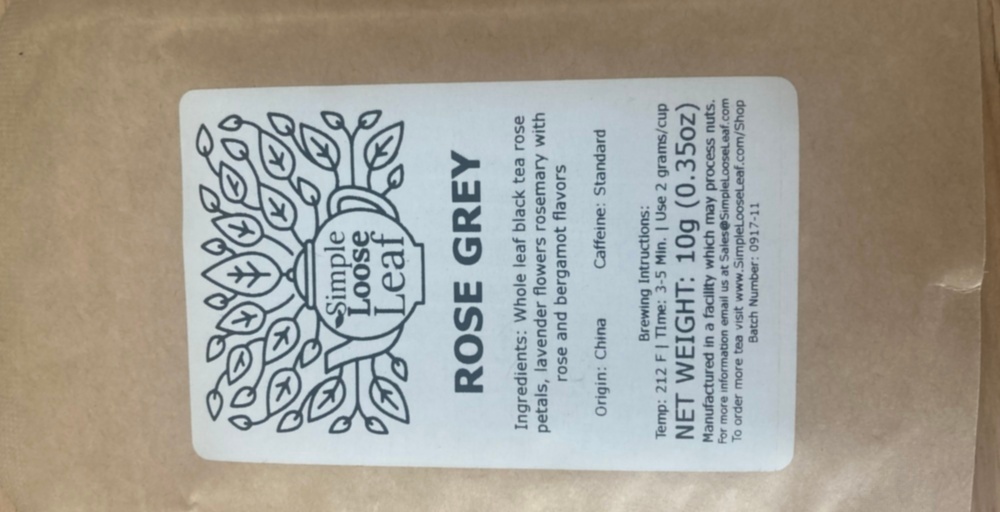 Simple
Loose
Leaf
ROSE GREY
Ingredients: Whole leaf black tea rose
petals, lavender flowers rosemary with
rose and bergamot flavors
Origin: China Caffeine: Standard
Brewing Intructions:
Temp: 212 F | TIme: 3-5 Min. | Use 2 grams/cup
NET WEIGHT: 10g (0.35oz)
Manufactured in a facility which may process nuts.
For more information email us at Sales@SimpleLooseLeaf.com
To order more tea visit www.SimpleLooseLeaf.com/Shop
Batch Number: 0917-11